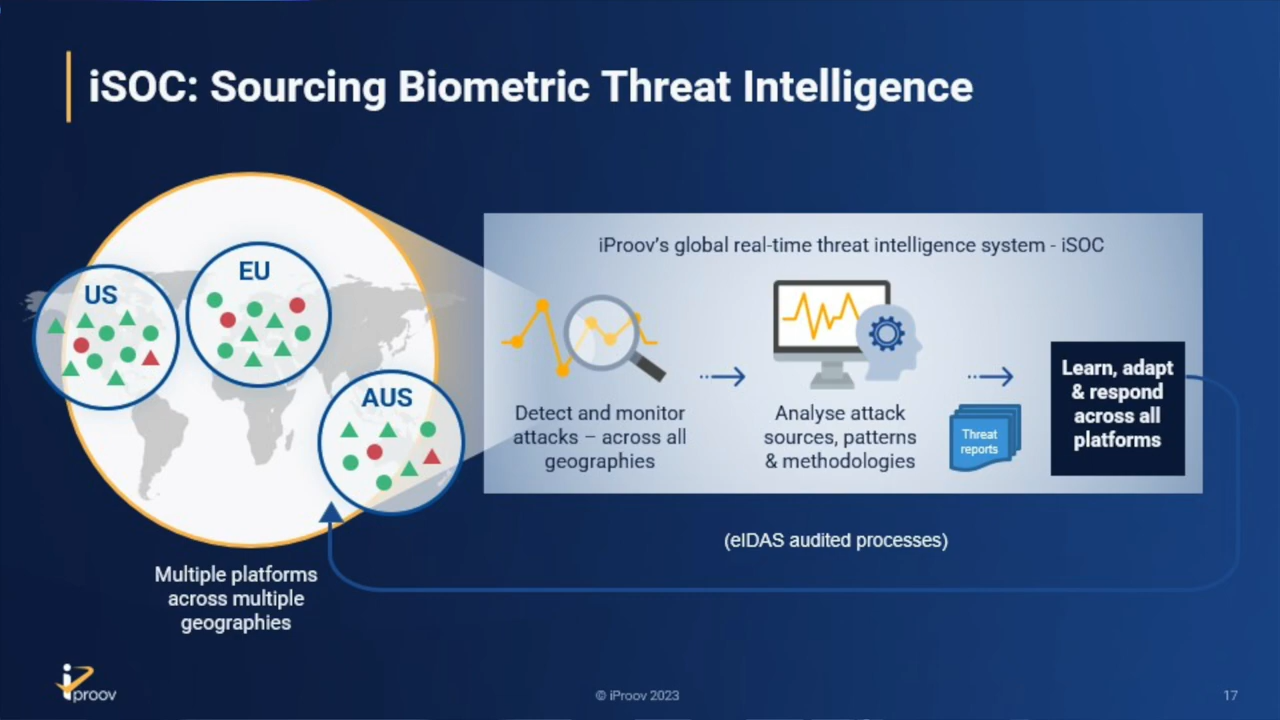 iSOC: Sourcing Biometric Threat Intelligence
US
EU
AUS
Multiple platforms
across multiple
geographies
iProov's global real-time threat intelligence system - iSOC
Detect and monitor
attacks – across all
geographies
Analyse attack
sources, patterns
& methodologies
Threat
reports
Learn, adapt
& respond
across all
platforms
(eIDAS audited processes)
iproov
© iProov 2023
17